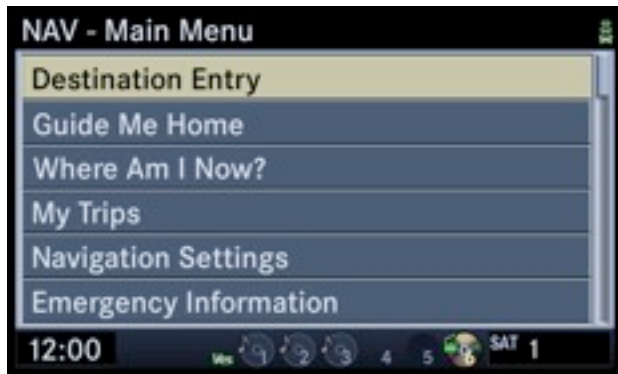 NAV - Main Menu
Destination Entry
Guide Me Home
Where Am I Now?
My Trips
Navigation Settings
Emergency Information
12:00 Ves 1 2 3 4 5 6 SAT 1